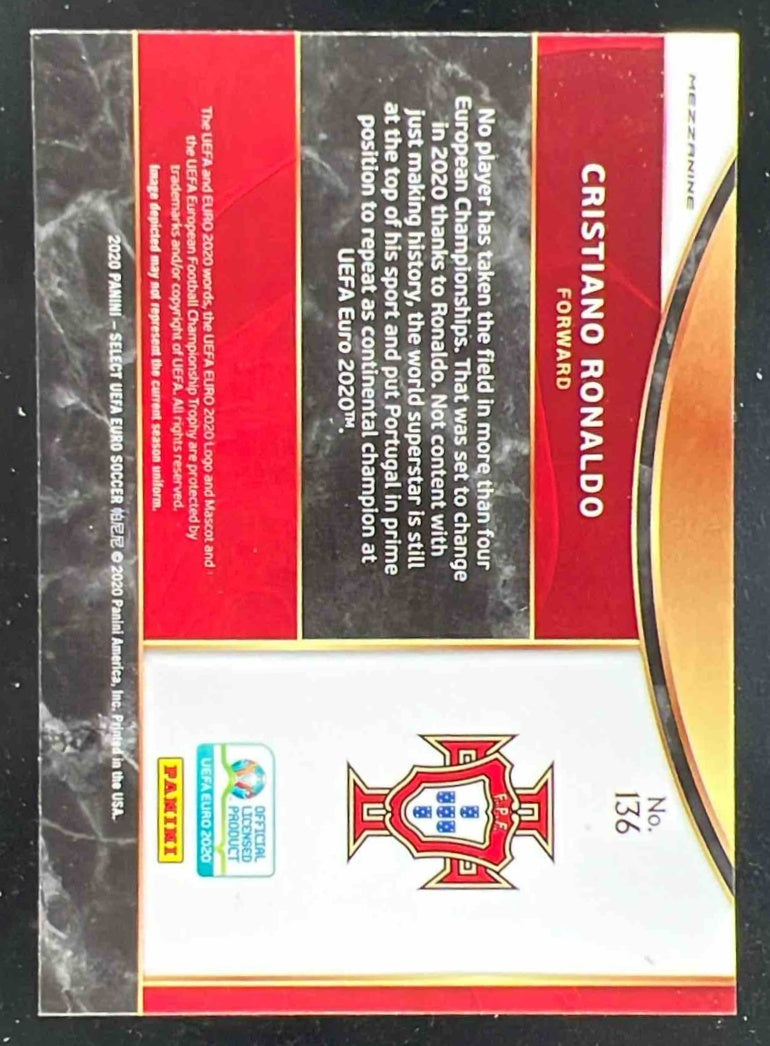 MEZZANINE
CRISTIANO RONALDO
FORWARD
No. 136
No player has taken the field in more than four
European Championships. That was set to change
in 2020 thanks to Ronaldo. Not content with
just making history, the world superstar is still
at the top of his sport and put Portugal in prime
position to repeat as continental champion at
UEFA Euro 2020™.
F.P.F.
The UEFA and EURO 2020 words, the UEFA EURO 2020 Logo and Mascot and
the UEFA European Football Championship Trophy are protected by
trademarks and/or copyright of UEFA. All rights reserved.
Image depicted may not represent the current season uniform.
OFFICIAL
LICENSED
PRODUCT
UEFA EURO 2020
PANINI
2020 PANINI – SELECT UEFA EURO SOCCER 帕尼尼 © 2020 Panini America, Inc. Printed in the USA.